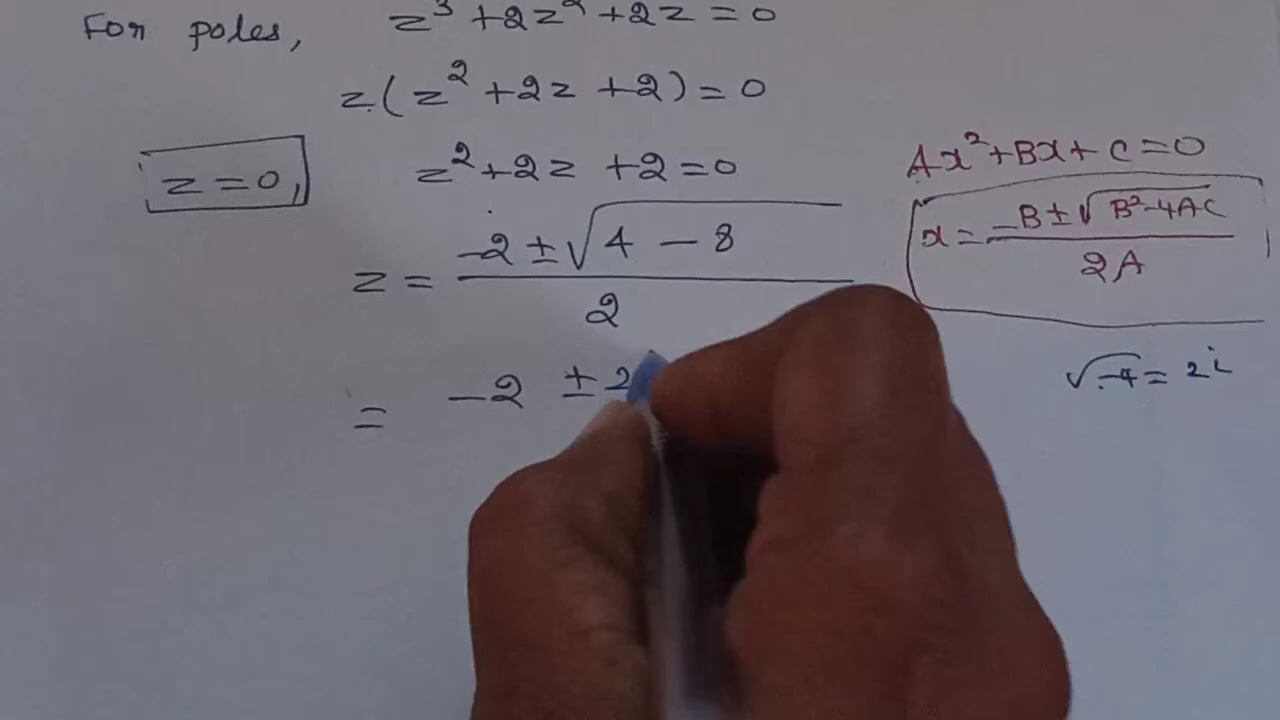 For poles, z³ + 2z² + 2z = 0
z(z² + 2z + 2) = 0
z = 0,
z² + 2z + 2 = 0
z = -2 ± √4 - 8 / 2
= -2 ± 2
Ax² + Bx + C = 0
x = -B ± √B² - 4AC / 2A
√-4 = 2i